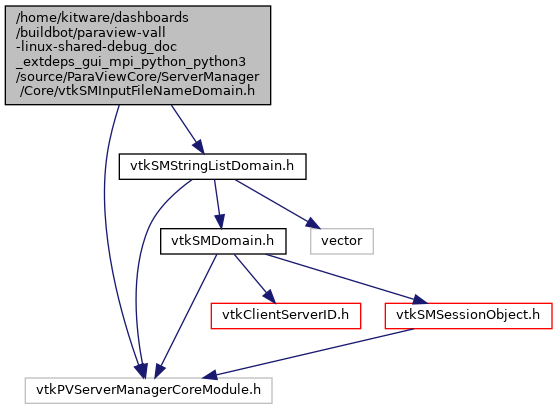 /home/kitware/dashboards
/buildbot/paraview-vall
-linux-shared-debug_doc
_extdeps_gui_mpi_python_python3
/source/ParaViewCore/ServerManager
/Core/vtkSMInputFileNameDomain.h
vtkSMStringListDomain.h
vtkSMDomain.h
vector
vtkClientServerID.h
vtkSMSessionObject.h
vtkPVServerManagerCoreModule.h